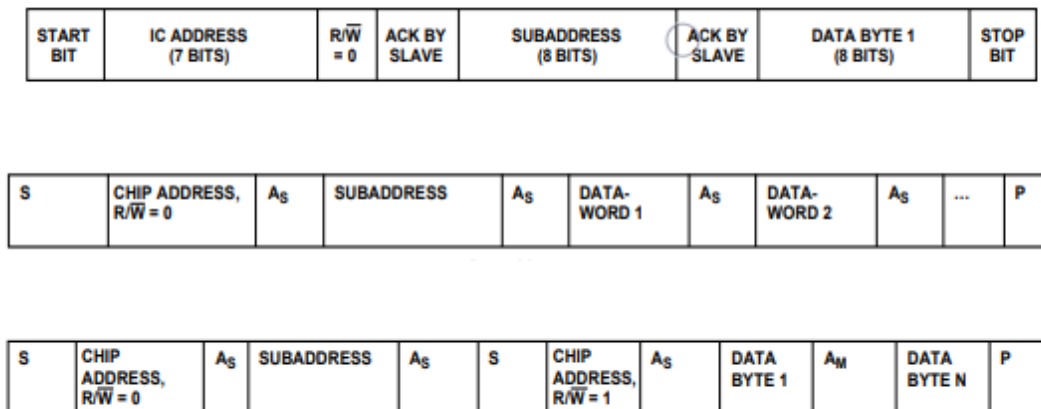 START IC ADDRESS R/W̅ ACK BY SUBADDRESS ACK BY DATA BYTE 1 STOP
BIT (7 BITS) = 0 SLAVE (8 BITS) SLAVE (8 BITS) BIT
S CHIP ADDRESS, AS SUBADDRESS AS DATA- AS DATA- AS ... P
R/W̅ = 0 WORD 1 WORD 2
S CHIP AS SUBADDRESS AS S CHIP AS DATA AM DATA P
ADDRESS, ADDRESS, BYTE 1 BYTE N
R/W̅ = 0 R/W̅ = 1